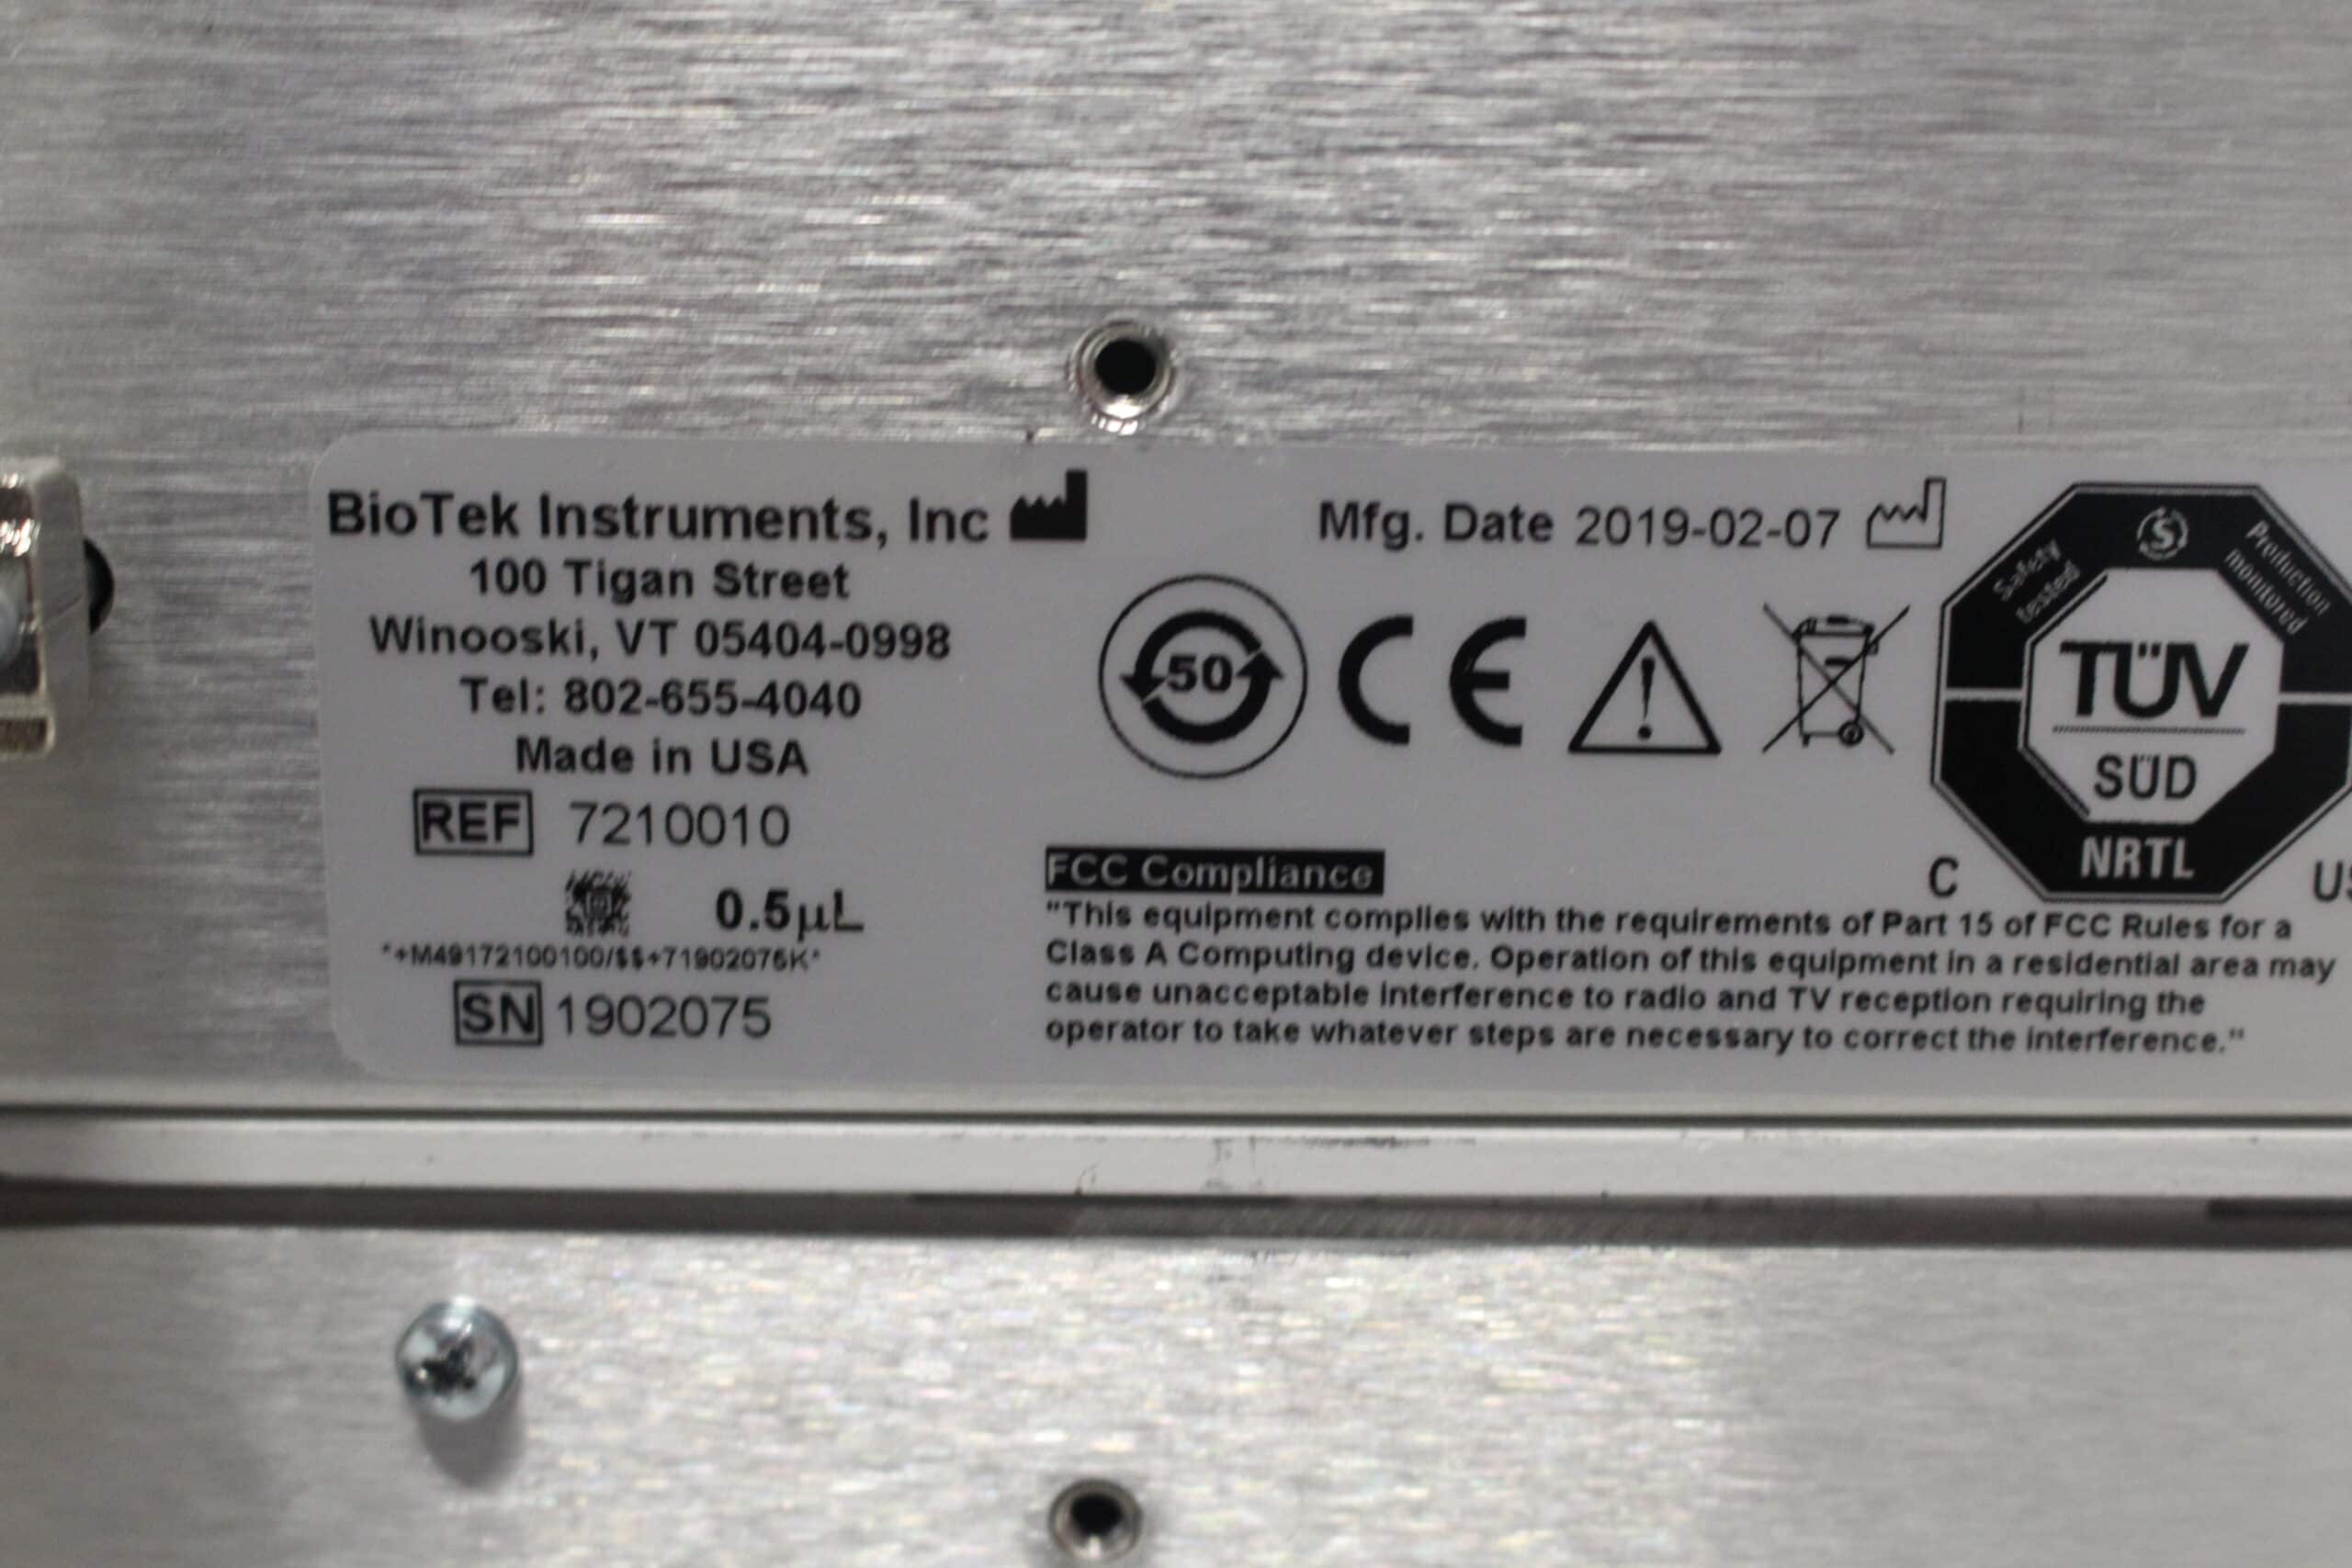 BioTek Instruments, Inc
100 Tigan Street
Winooski, VT 05404-0998
Tel: 802-655-4040
Made in USA
REF 7210010
0.5µL
*+M49172100100/$$+71902075K*
SN 1902075
Mfg. Date 2019-02-07
50
CE
Safety tested
S
Production monitored
TÜV
SÜD
NRTL
C
US
FCC Compliance
"This equipment complies with the requirements of Part 15 of FCC Rules for a
Class A Computing device. Operation of this equipment in a residential area may
cause unacceptable interference to radio and TV reception requiring the
operator to take whatever steps are necessary to correct the interference."